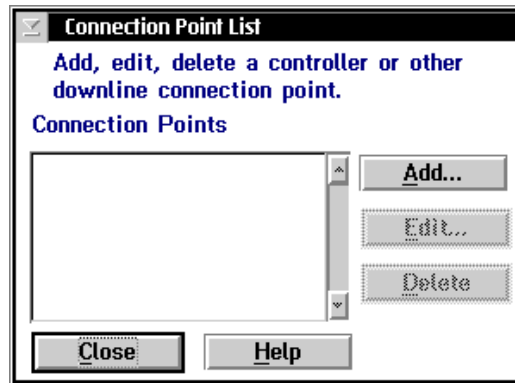 Connection Point List
Add, edit, delete a controller or other
downline connection point.
Connection Points
Add...
Edit...
Delete
Close
Help